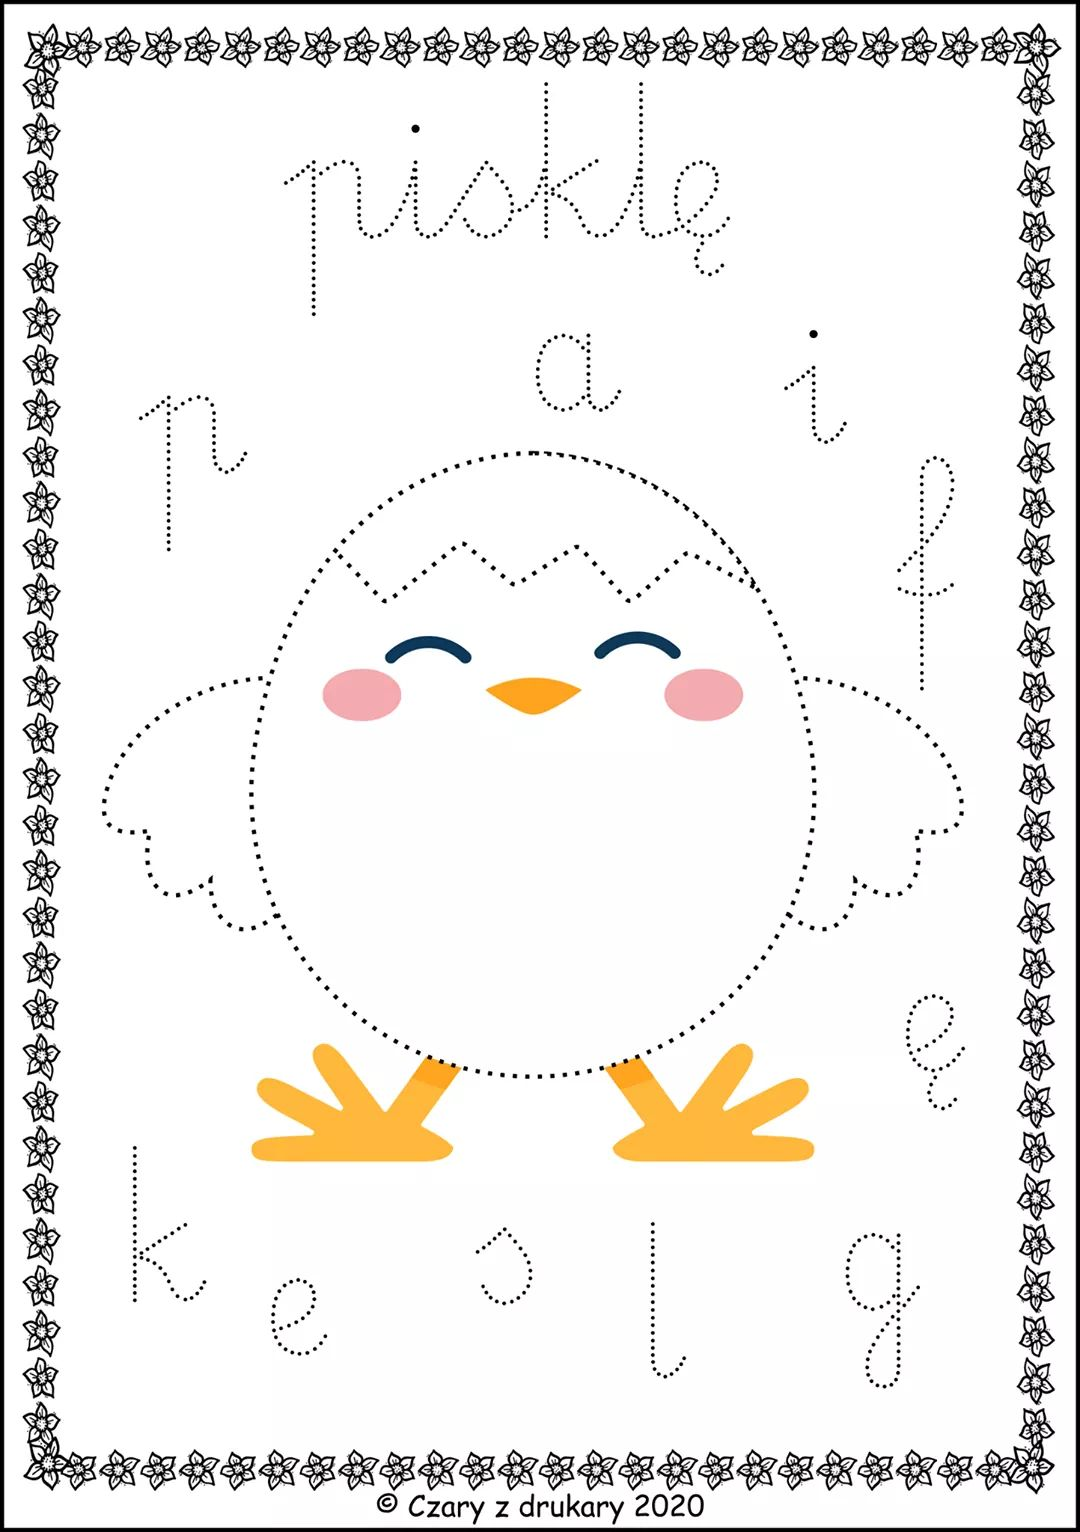 pisklę
a i
p
f
ę
k e s l g
© Czary z drukary 2020